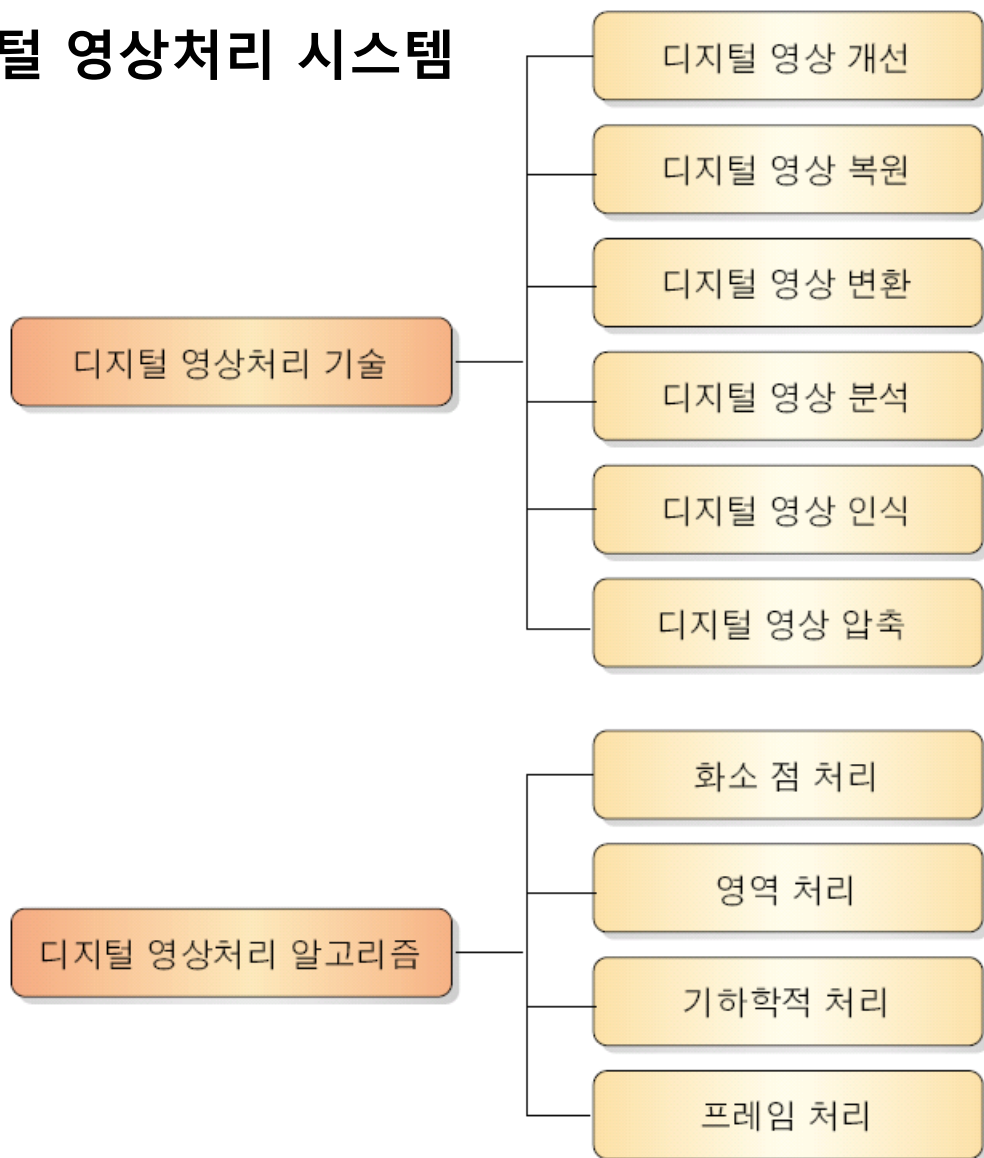 털 영상처리 시스템
디지털 영상처리 기술
디지털 영상 개선
디지털 영상 복원
디지털 영상 변환
디지털 영상 분석
디지털 영상 인식
디지털 영상 압축
디지털 영상처리 알고리즘
화소 점 처리
영역 처리
기하학적 처리
프레임 처리